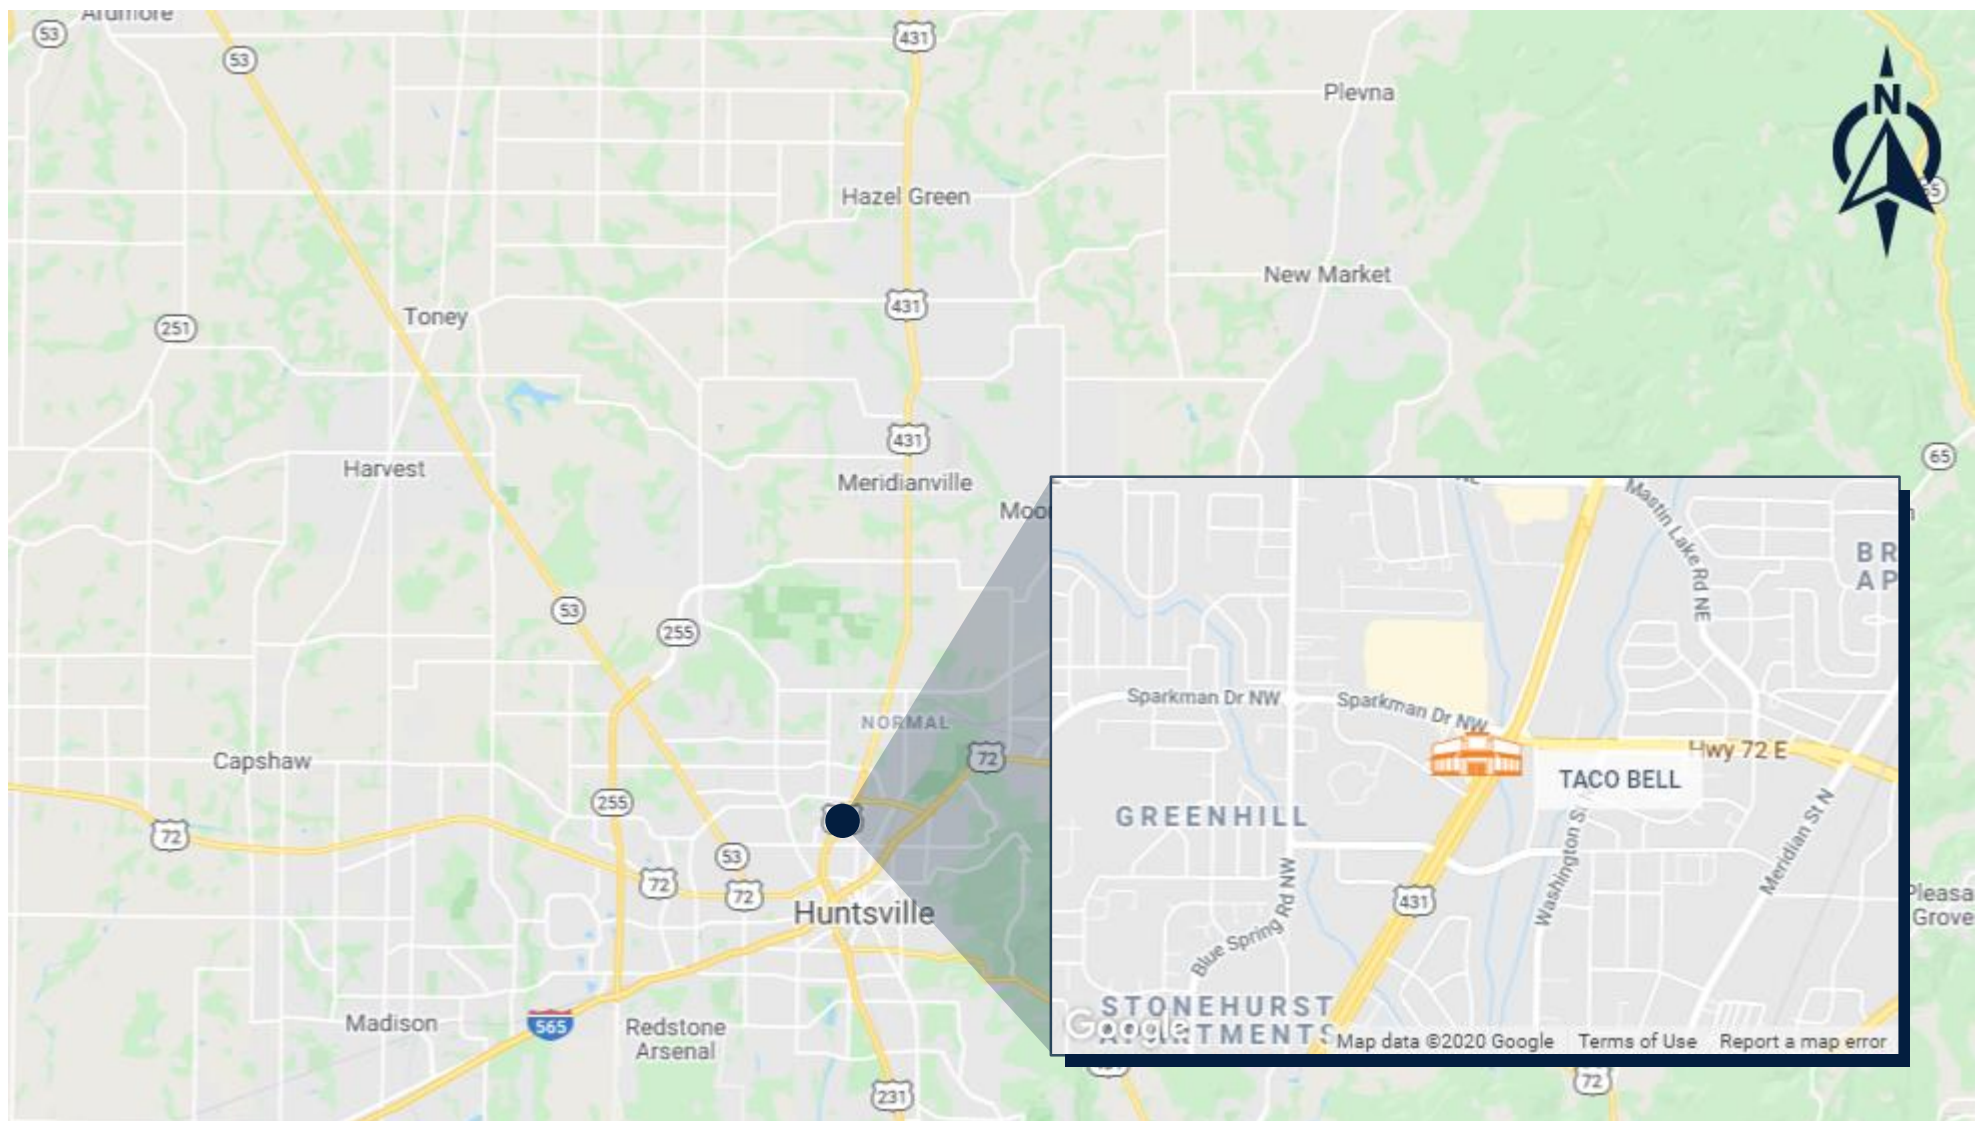 Ardmore
53
53
431
Plevna
N
65
Hazel Green
New Market
431
Toney
251
431
Harvest
65
Meridianville
53
255
NORMAL
72
Capshaw
255
72
53
72
72
Huntsville
Madison
565
Redstone
Arsenal
231
72
Grove
Mastin Lake Rd NE
BR
AP
Sparkman Dr NW
Sparkman Dr NW
Hwy 72 E
TACO BELL
GREENHILL
Washington St
Meridian St N
431
Blue Spring Rd NW
STONEHURST
Google
Map data ©2020 Google
Terms of Use
Report a map error